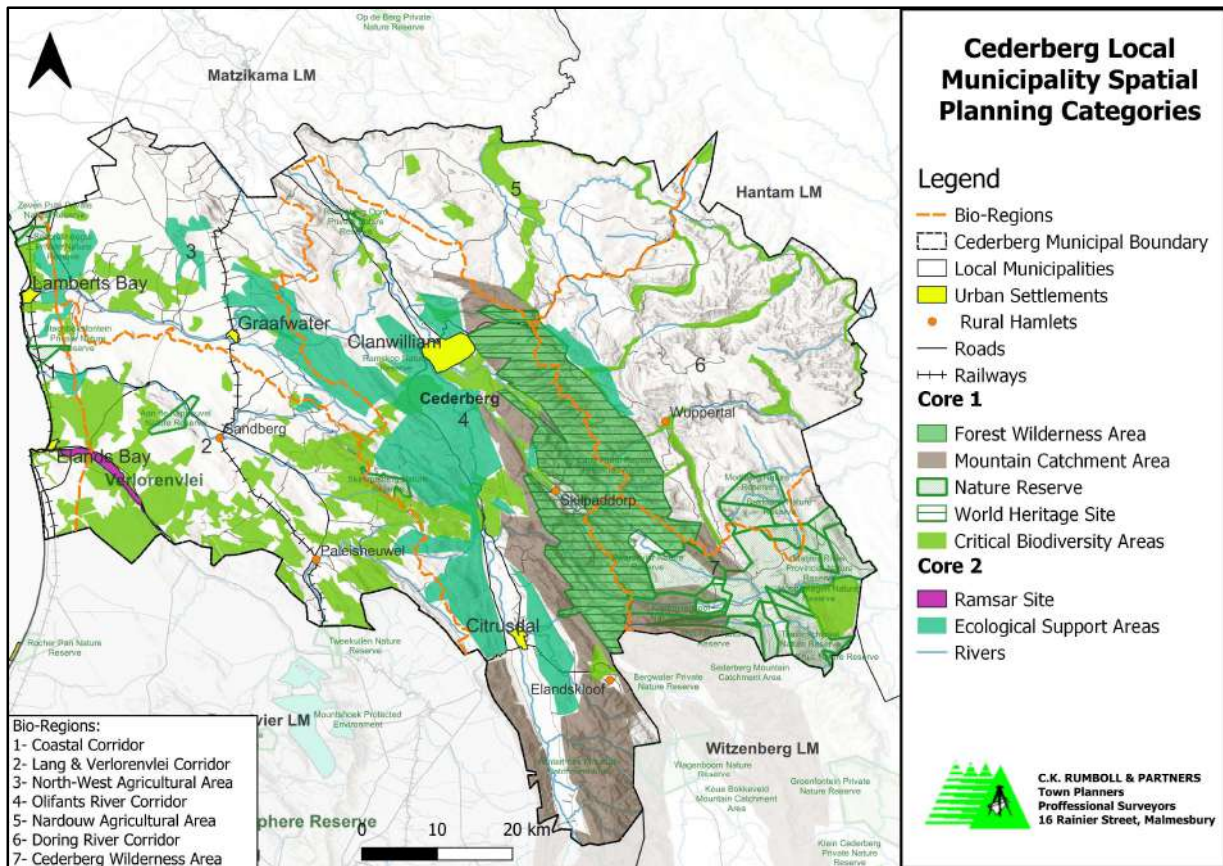 Op de Berg Private
Nature Reserve
Matzikama LM
Hantam LM
5
Zeven Puts Private
Nature Reserve
3
Lamberts Bay
Graafwater
Clanwilliam
Ramskop Nature
Reserve
Cederberg
4
6
Wuppertal
1
Sandberg
2
Elands Bay
Verlorenvlei
Skilpaddorp
Paleisheuwel
7
Citrusdal
Elandskloof
Rocher Pan Nature
Reserve
Tweekuilen Nature
Reserve
Mountshoek Protected
Environment
Bergwater Private
Nature Reserve
Sederberg Mountain
Catchment Area
vier LM
Witzenberg LM
Wagenboom Nature
Reserve
Koue Bokkeveld
Mountain Catchment
Area
Groenfontein Private
Nature Reserve
Klein Cederberg
Private Nature
Reserve
sphere Reserve
0 10 20 km
Bio-Regions:
1- Coastal Corridor
2- Lang & Verlorenvlei Corridor
3- North-West Agricultural Area
4- Olifants River Corridor
5- Nardouw Agricultural Area
6- Doring River Corridor
7- Cederberg Wilderness Area
Cederberg Local
Municipality Spatial
Planning Categories
Legend
Bio-Regions
Cederberg Municipal Boundary
Local Municipalities
Urban Settlements
Rural Hamlets
Roads
Railways
Core 1
Forest Wilderness Area
Mountain Catchment Area
Nature Reserve
World Heritage Site
Critical Biodiversity Areas
Core 2
Ramsar Site
Ecological Support Areas
Rivers
C.K. RUMBOLL & PARTNERS
Town Planners
Proffessional Surveyors
16 Rainier Street, Malmesbury